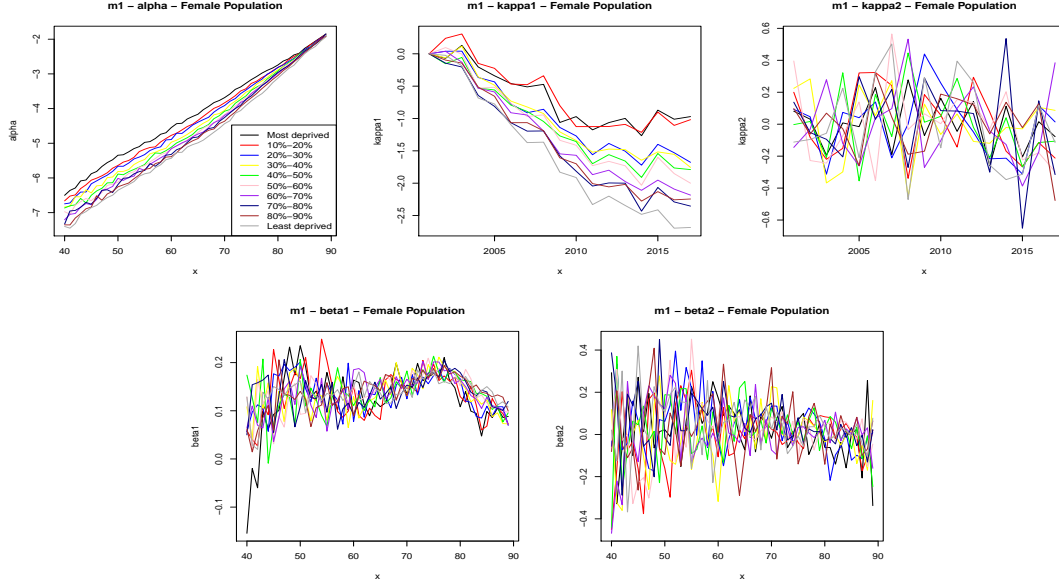 m1 − alpha − Female Population
alpha
−2
−3
−4
−5
−6
−7
40 50 60 70 80 90
x
Most deprived
10%−20%
20%−30%
30%−40%
40%−50%
50%−60%
60%−70%
70%−80%
80%−90%
Least deprived
m1 − kappa1 − Female Population
kappa1
0.0
−0.5
−1.0
−1.5
−2.0
−2.5
2005 2010 2015
x
m1 − kappa2 − Female Population
kappa2
0.4
0.2
0.0
−0.2
−0.4
−0.6
2005 2010 2015
x
m1 − beta1 − Female Population
beta1
0.2
0.1
0.0
−0.1
40 50 60 70 80 90
x
m1 − beta2 − Female Population
beta2
0.4
0.2
0.0
−0.2
−0.4
40 50 60 70 80 90
x